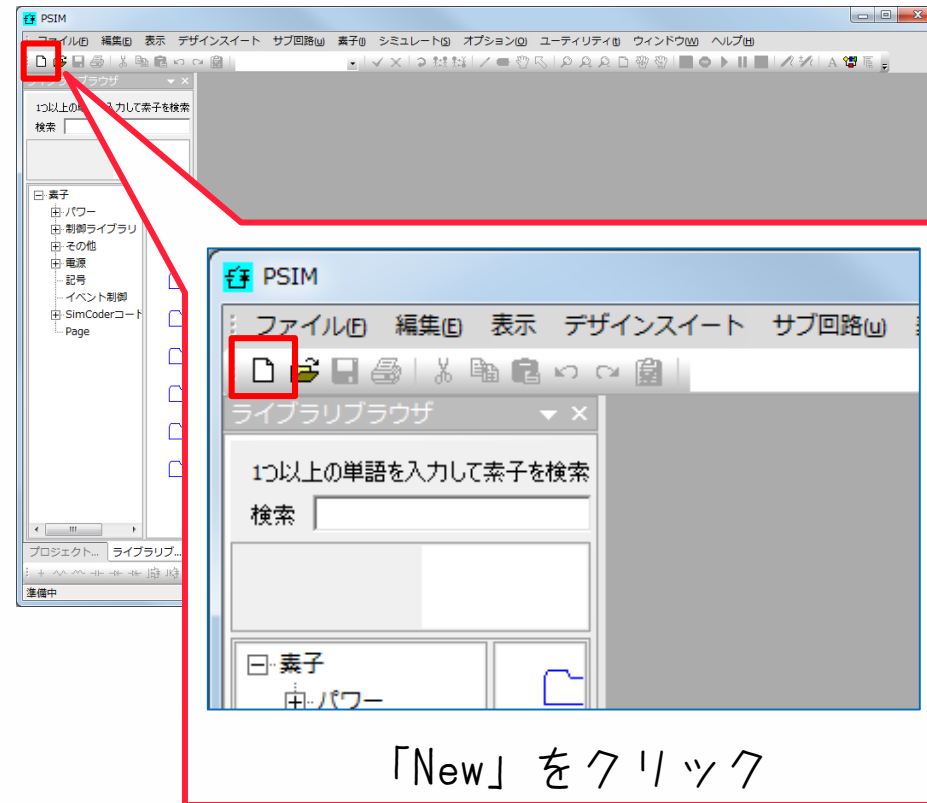 PSIM
ファイル(F) 編集(E) 表示 デザインスイート サブ回路(u) 素子(I) シミュレート(S) オプション(O) ユーティリティ(t) ウィンドウ(W) ヘルプ(H)
ライブラリブラウザ
1つ以上の単語を入力して素子を検索
検索
素子
パワー
制御ライブラリ
その他
電源
記号
イベント制御
SimCoderコート
Page
プロジェクト... ライブラリブ...
準備中
PSIM
ファイル(F) 編集(E) 表示 デザインスイート サブ回路(u)
ライブラリブラウザ
1つ以上の単語を入力して素子を検索
検索
素子
パワー
「New」をクリック